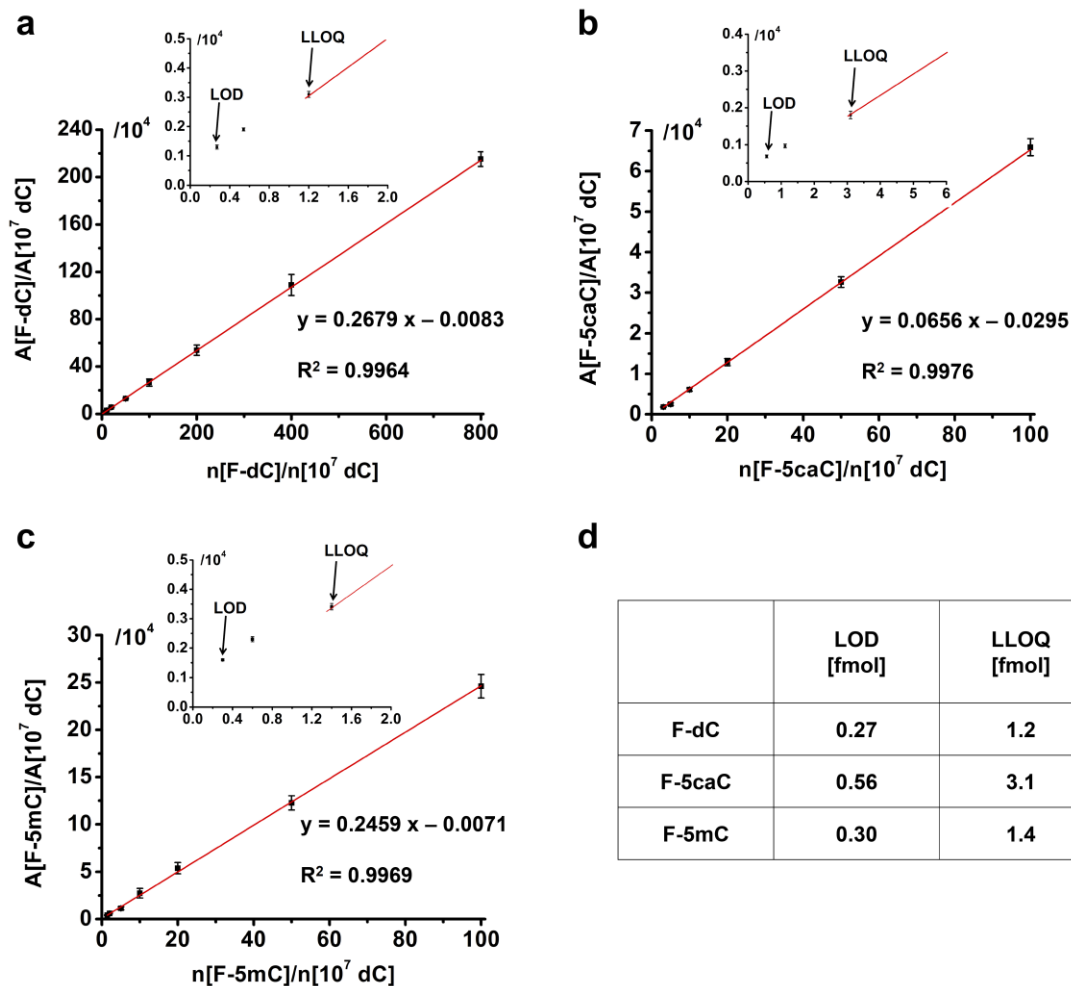 a
/10⁴
0.5
0.4
0.3
0.2
0.1
0.0
0.0 0.4 0.8 1.2 1.6 2.0
LOD
LLOQ
/10⁴
240
220
160
120
80
40
0
0 200 400 600 800
A[F-dC]/A[10⁷ dC]
n[F-dC]/n[10⁷ dC]
y = 0.2679 x – 0.0083
R² = 0.9964
b
/10⁴
0.4
0.3
0.2
0.1
0.0
0 1 2 3 4 5 6
LOD
LLOQ
/10⁴
7
6
5
4
3
2
1
0
0 20 40 60 80 100
A[F-5caC]/A[10⁷ dC]
n[F-5caC]/n[10⁷ dC]
y = 0.0656 x – 0.0295
R² = 0.9976
c
/10⁴
0.5
0.4
0.3
0.2
0.1
0.0
0.0 0.4 0.8 1.2 1.6 2.0
LOD
LLOQ
/10⁴
30
25
20
15
10
5
0
0 20 40 60 80 100
A[F-5mC]/A[10⁷ dC]
n[F-5mC]/n[10⁷ dC]
y = 0.2459 x – 0.0071
R² = 0.9969
d
LOD LLOQ
[fmol] [fmol]
F-dC 0.27 1.2
F-5caC 0.56 3.1
F-5mC 0.30 1.4